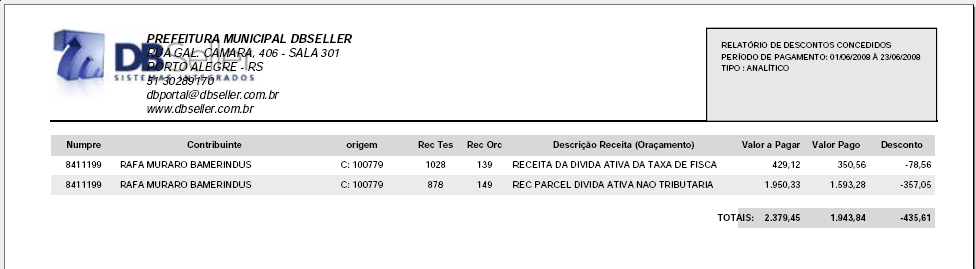 DBSeller
SISTEMAS INTEGRADOS
PREFEITURA MUNICIPAL DBSELLER
RUA GAL. CÂMARA, 406 - SALA 301
PORTO ALEGRE - RS
51 30289170
dbportal@dbseller.com.br
www.dbseller.com.br
RELATÓRIO DE DESCONTOS CONCEDIDOS
PERÍODO DE PAGAMENTO: 01/06/2008 À 23/06/2008
TIPO : ANALÍTICO
Numpre Contribuinte origem Rec Tes Rec Orc Descrição Receita (Oraçamento) Valor a Pagar Valor Pago Desconto
8411199 RAFA MURARO BAMERINDUS C: 100779 1028 139 RECEITA DA DIVIDA ATIVA DA TAXA DE FISCA 429,12 350,56 -78,56
8411199 RAFA MURARO BAMERINDUS C: 100779 878 149 REC PARCEL DIVIDA ATIVA NAO TRIBUTARIA 1.950,33 1.593,28 -357,05
TOTAIS: 2.379,45 1.943,84 -435,61